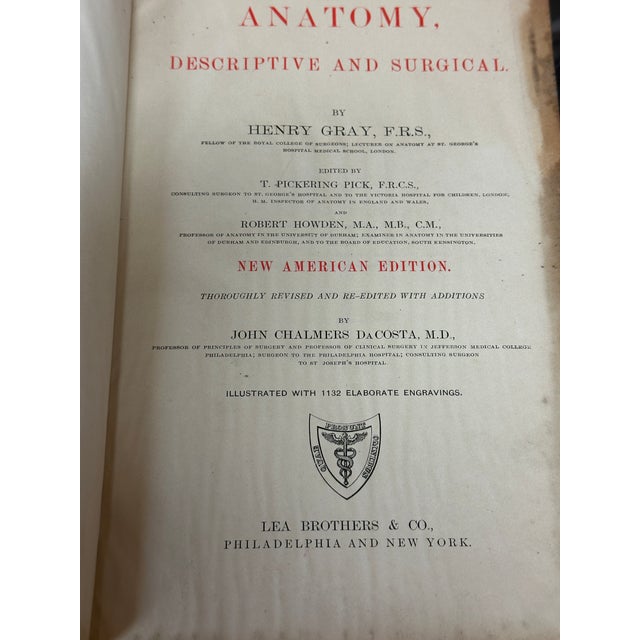 ANATOMY,
DESCRIPTIVE AND SURGICAL.
BY
HENRY GRAY, F.R.S.,
FELLOW OF THE ROYAL COLLEGE OF SURGEONS; LECTURER ON ANATOMY AT ST. GEORGE'S
HOSPITAL MEDICAL SCHOOL, LONDON.
EDITED BY
T. PICKERING PICK, F.R.C.S.,
CONSULTING SURGEON TO ST. GEORGE'S HOSPITAL AND TO THE VICTORIA HOSPITAL FOR CHILDREN, LONDON,
H. M. INSPECTOR OF ANATOMY IN ENGLAND AND WALES,
AND
ROBERT HOWDEN, M.A., M.B., C.M.,
PROFESSOR OF ANATOMY IN THE UNIVERSITY OF DURHAM; EXAMINER IN ANATOMY IN THE UNIVERSITIES
OF DURHAM AND EDINBURGH, AND TO THE BOARD OF EDUCATION, SOUTH KENSINGTON.
NEW AMERICAN EDITION.
THOROUGHLY REVISED AND RE-EDITED WITH ADDITIONS
BY
JOHN CHALMERS DACOSTA, M.D.,
PROFESSOR OF PRINCIPLES OF SURGERY AND PROFESSOR OF CLINICAL SURGERY IN JEFFERSON MEDICAL COLLEGE
PHILADELPHIA; SURGEON TO THE PHILADELPHIA HOSPITAL; CONSULTING SURGEON
TO ST JOSEPH'S HOSPITAL.
ILLUSTRATED WITH 1132 ELABORATE ENGRAVINGS.
PROSUNT
LEA BROTHERS & CO.,
PHILADELPHIA AND NEW YORK.